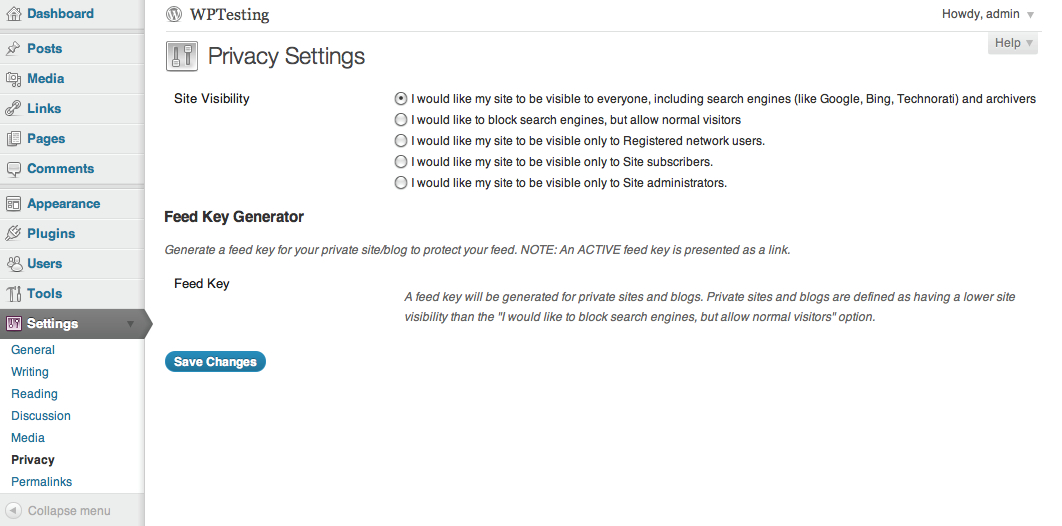 Dashboard
Posts
Media
Links
Pages
Comments
Appearance
Plugins
Users
Tools
Settings
General
Writing
Reading
Discussion
Media
Privacy
Permalinks
Collapse menu
WPTesting
Howdy, admin
Help
Privacy Settings
Site Visibility
I would like my site to be visible to everyone, including search engines (like Google, Bing, Technorati) and archivers
I would like to block search engines, but allow normal visitors
I would like my site to be visible only to Registered network users.
I would like my site to be visible only to Site subscribers.
I would like my site to be visible only to Site administrators.
Feed Key Generator
Generate a feed key for your private site/blog to protect your feed. NOTE: An ACTIVE feed key is presented as a link.
Feed Key
A feed key will be generated for private sites and blogs. Private sites and blogs are defined as having a lower site
visibility than the "I would like to block search engines, but allow normal visitors" option.
Save Changes